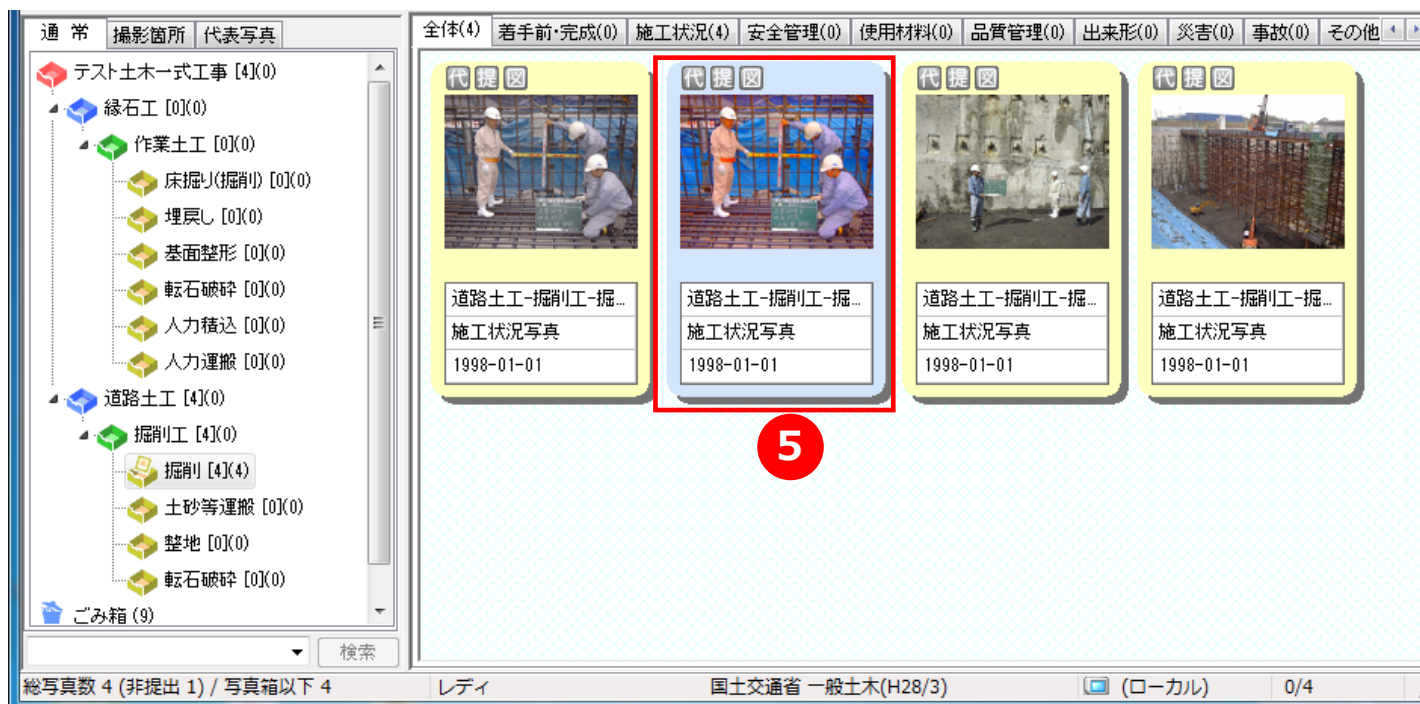 通 常
撮影箇所
代表写真
テスト土木一式工事 [4](0)
縁石工 [0](0)
作業土工 [0](0)
床掘り(掘削) [0](0)
埋戻し [0](0)
基面整形 [0](0)
転石破砕 [0](0)
人力積込 [0](0)
人力運搬 [0](0)
道路土工 [4](0)
掘削工 [4](0)
掘削 [4](4)
土砂等運搬 [0](0)
整地 [0](0)
転石破砕 [0](0)
ごみ箱 (9)
検索
全体(4)
着手前･完成(0)
施工状況(4)
安全管理(0)
使用材料(0)
品質管理(0)
出来形(0)
災害(0)
事故(0)
その他
代 提 図
道路土工-掘削工-掘...
施工状況写真
1998-01-01
代 提 図
道路土工-掘削工-掘...
施工状況写真
1998-01-01
代 提 図
道路土工-掘削工-掘...
施工状況写真
1998-01-01
代 提 図
道路土工-掘削工-掘...
施工状況写真
1998-01-01
5
総写真数 4 (非提出 1) / 写真箱以下 4
レディ
国土交通省 一般土木(H28/3)
(ローカル)
0/4